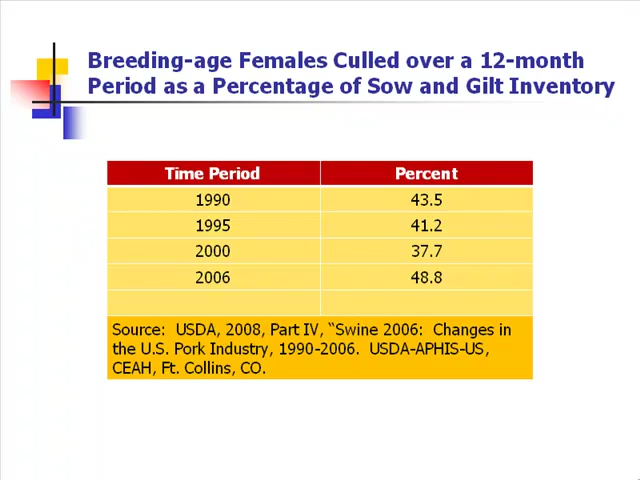 Breeding-age Females Culled over a 12-month
Period as a Percentage of Sow and Gilt Inventory
Time Period Percent
1990 43.5
1995 41.2
2000 37.7
2006 48.8
Source: USDA, 2008, Part IV, “Swine 2006: Changes in
the U.S. Pork Industry, 1990-2006. USDA-APHIS-US,
CEAH, Ft. Collins, CO.